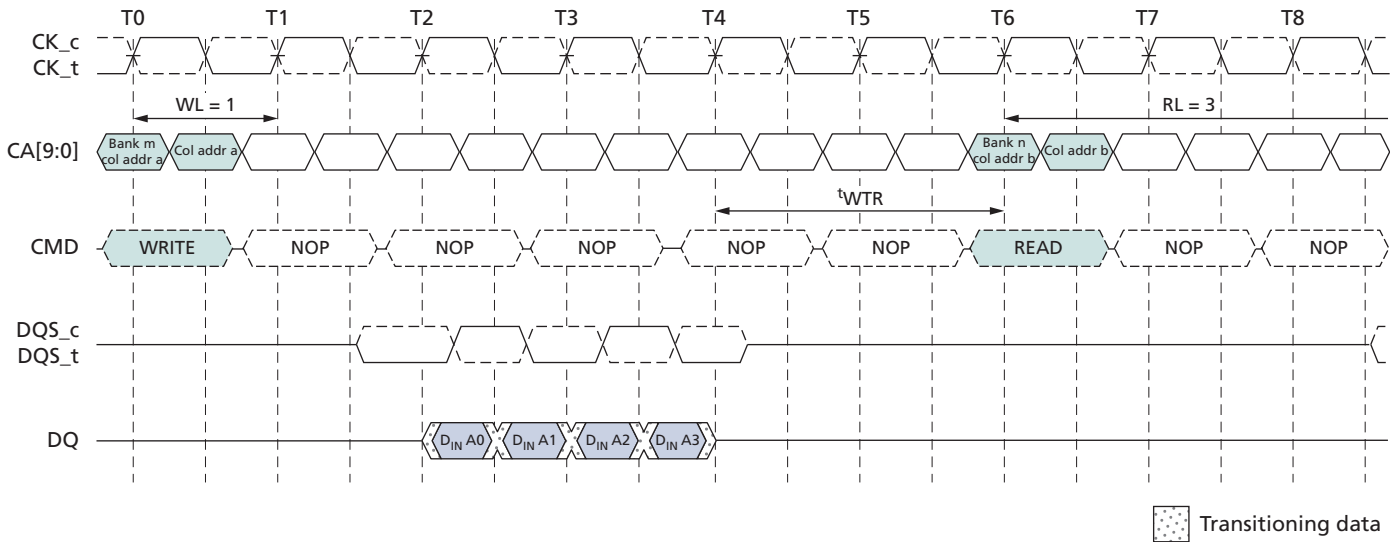 T0 T1 T2 T3 T4 T5 T6 T7 T8
CK_c
CK_t
WL = 1
RL = 3
CA[9:0]
Bank m
col addr a
Col addr a
Bank n
col addr b
Col addr b
tWTR
CMD
WRITE NOP NOP NOP NOP NOP READ NOP NOP
DQS_c
DQS_t
DQ
DIN A0 DIN A1 DIN A2 DIN A3
Transitioning data